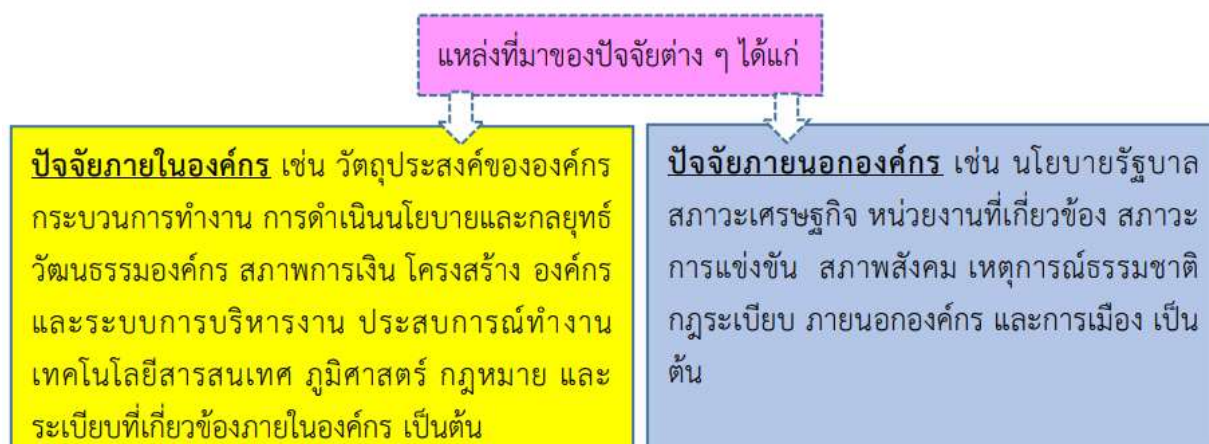 แหล่งที่มาของปัจจัยต่าง ๆ ได้แก่
ปัจจัยภายในองค์กร เช่น วัตถุประสงค์ขององค์กร
กระบวนการทำงาน การดำเนินนโยบายและกลยุทธ์
วัฒนธรรมองค์กร สภาพการเงิน โครงสร้าง องค์กร
และระบบการบริหารงาน ประสบการณ์ทำงาน
เทคโนโลยีสารสนเทศ ภูมิศาสตร์ กฎหมาย และ
ระเบียบที่เกี่ยวข้องภายในองค์กร เป็นต้น
ปัจจัยภายนอกองค์กร เช่น นโยบายรัฐบาล
สภาวะเศรษฐกิจ หน่วยงานที่เกี่ยวข้อง สภาวะ
การแข่งขัน สภาพสังคม เหตุการณ์ธรรมชาติ
กฎระเบียบ ภายนอกองค์กร และการเมือง เป็น
ต้น